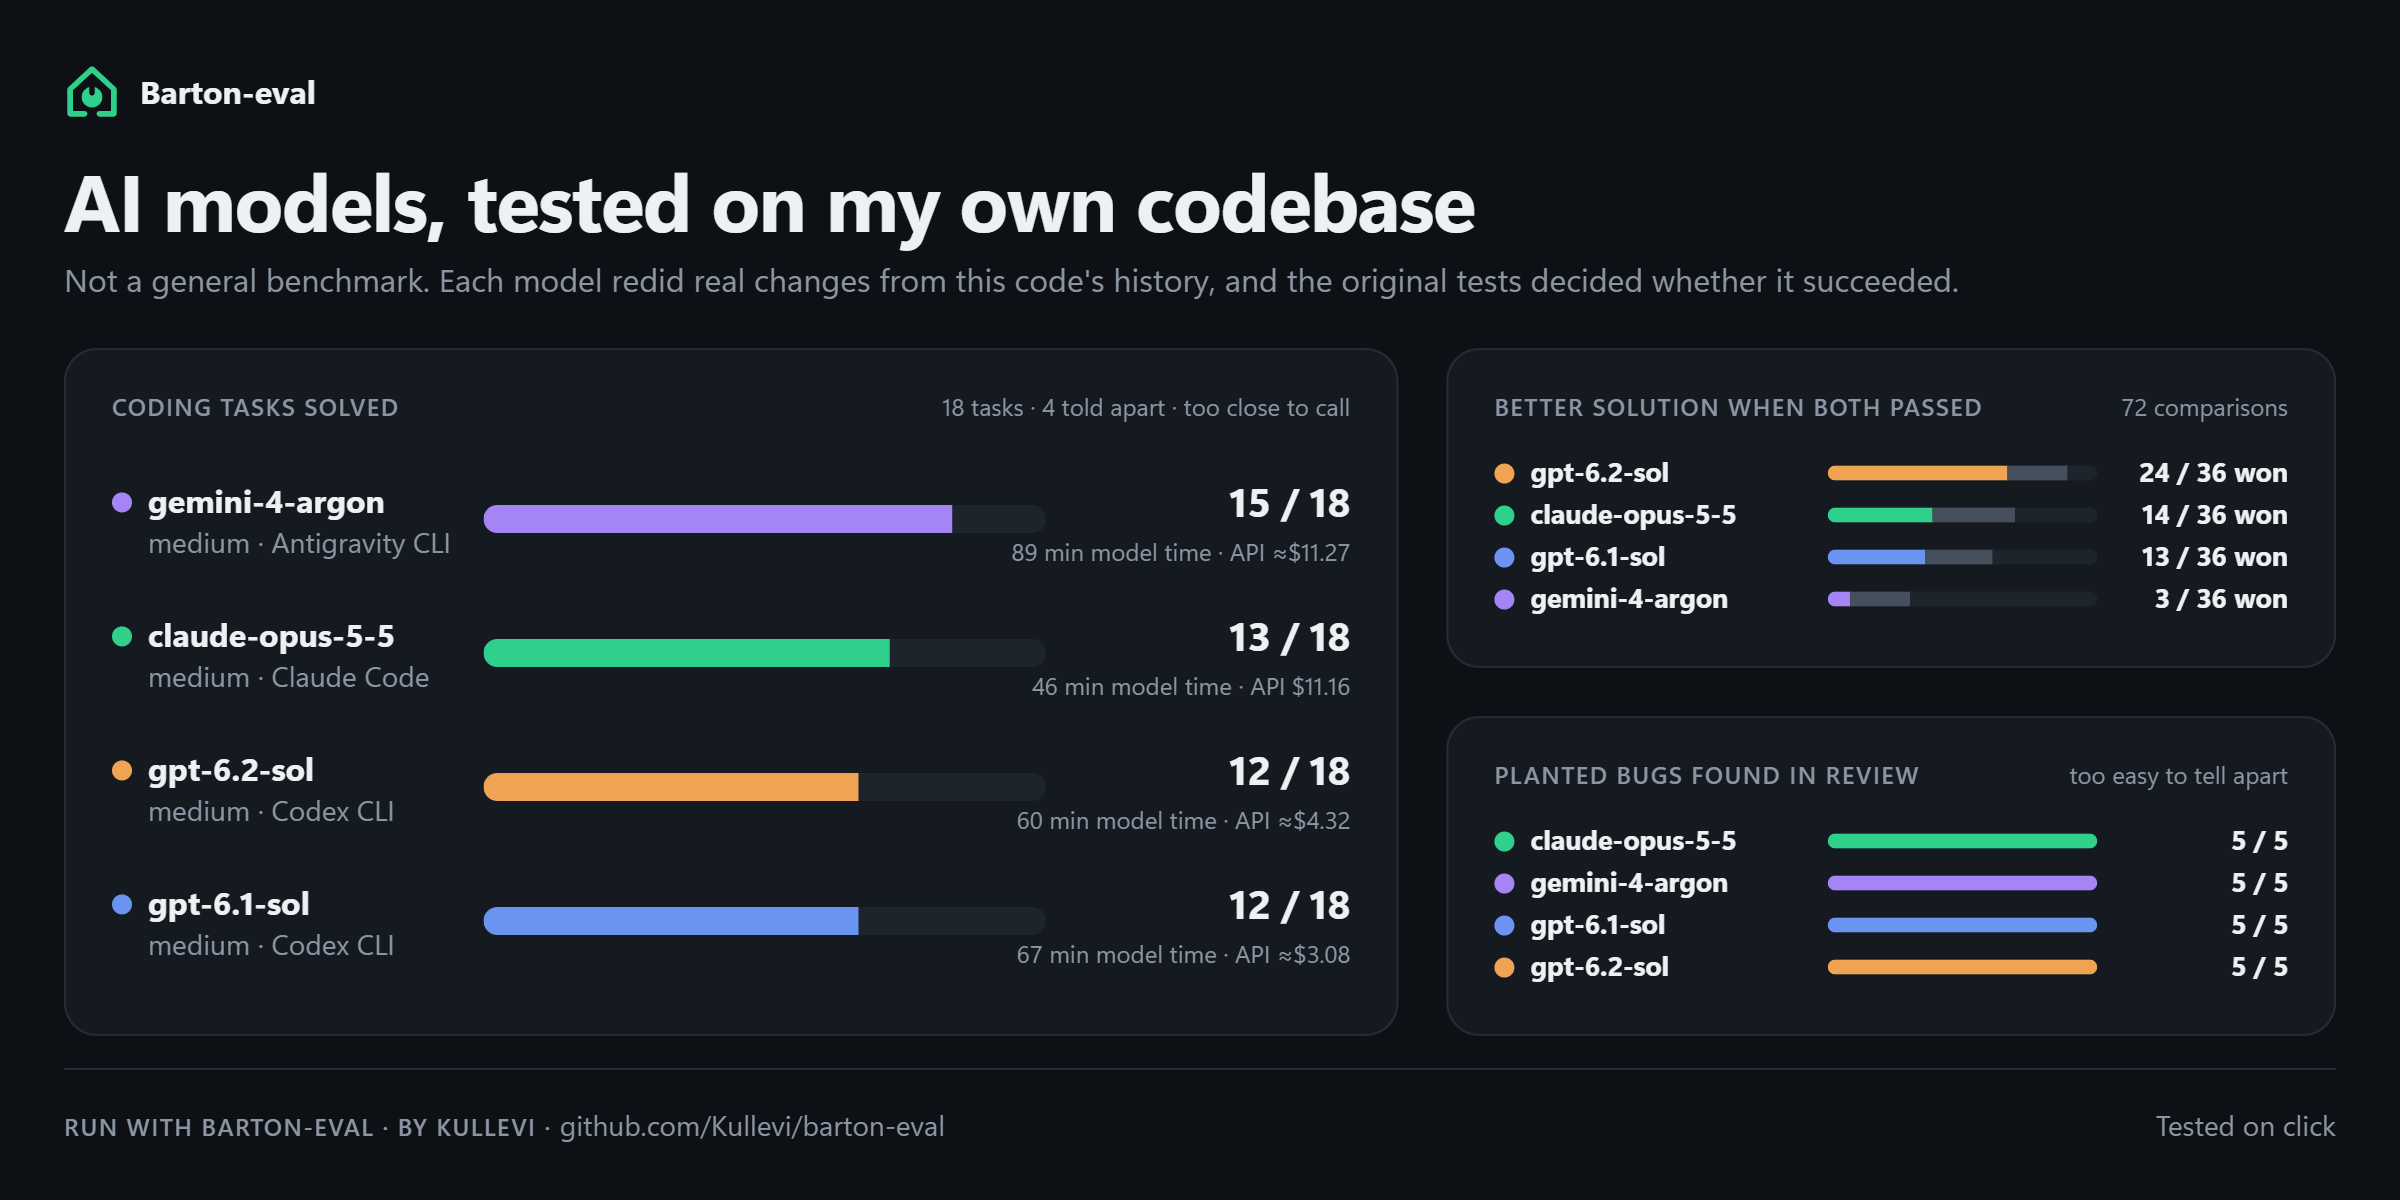 Barton-eval
AI models, tested on my own codebase
Not a general benchmark. Each model redid real changes from this code's history, and the original tests decided whether it succeeded.
CODING TASKS SOLVED
18 tasks · 4 told apart · too close to call
gemini-4-argon
medium · Antigravity CLI
15 / 18
89 min model time · API ≈$11.27
claude-opus-5-5
medium · Claude Code
13 / 18
46 min model time · API $11.16
gpt-6.2-sol
medium · Codex CLI
12 / 18
60 min model time · API ≈$4.32
gpt-6.1-sol
medium · Codex CLI
12 / 18
67 min model time · API ≈$3.08
BETTER SOLUTION WHEN BOTH PASSED
72 comparisons
gpt-6.2-sol 24 / 36 won
claude-opus-5-5 14 / 36 won
gpt-6.1-sol 13 / 36 won
gemini-4-argon 3 / 36 won
PLANTED BUGS FOUND IN REVIEW
too easy to tell apart
claude-opus-5-5 5 / 5
gemini-4-argon 5 / 5
gpt-6.1-sol 5 / 5
gpt-6.2-sol 5 / 5
RUN WITH BARTON-EVAL · BY KULLEVI · github.com/Kullevi/barton-eval
Tested on click